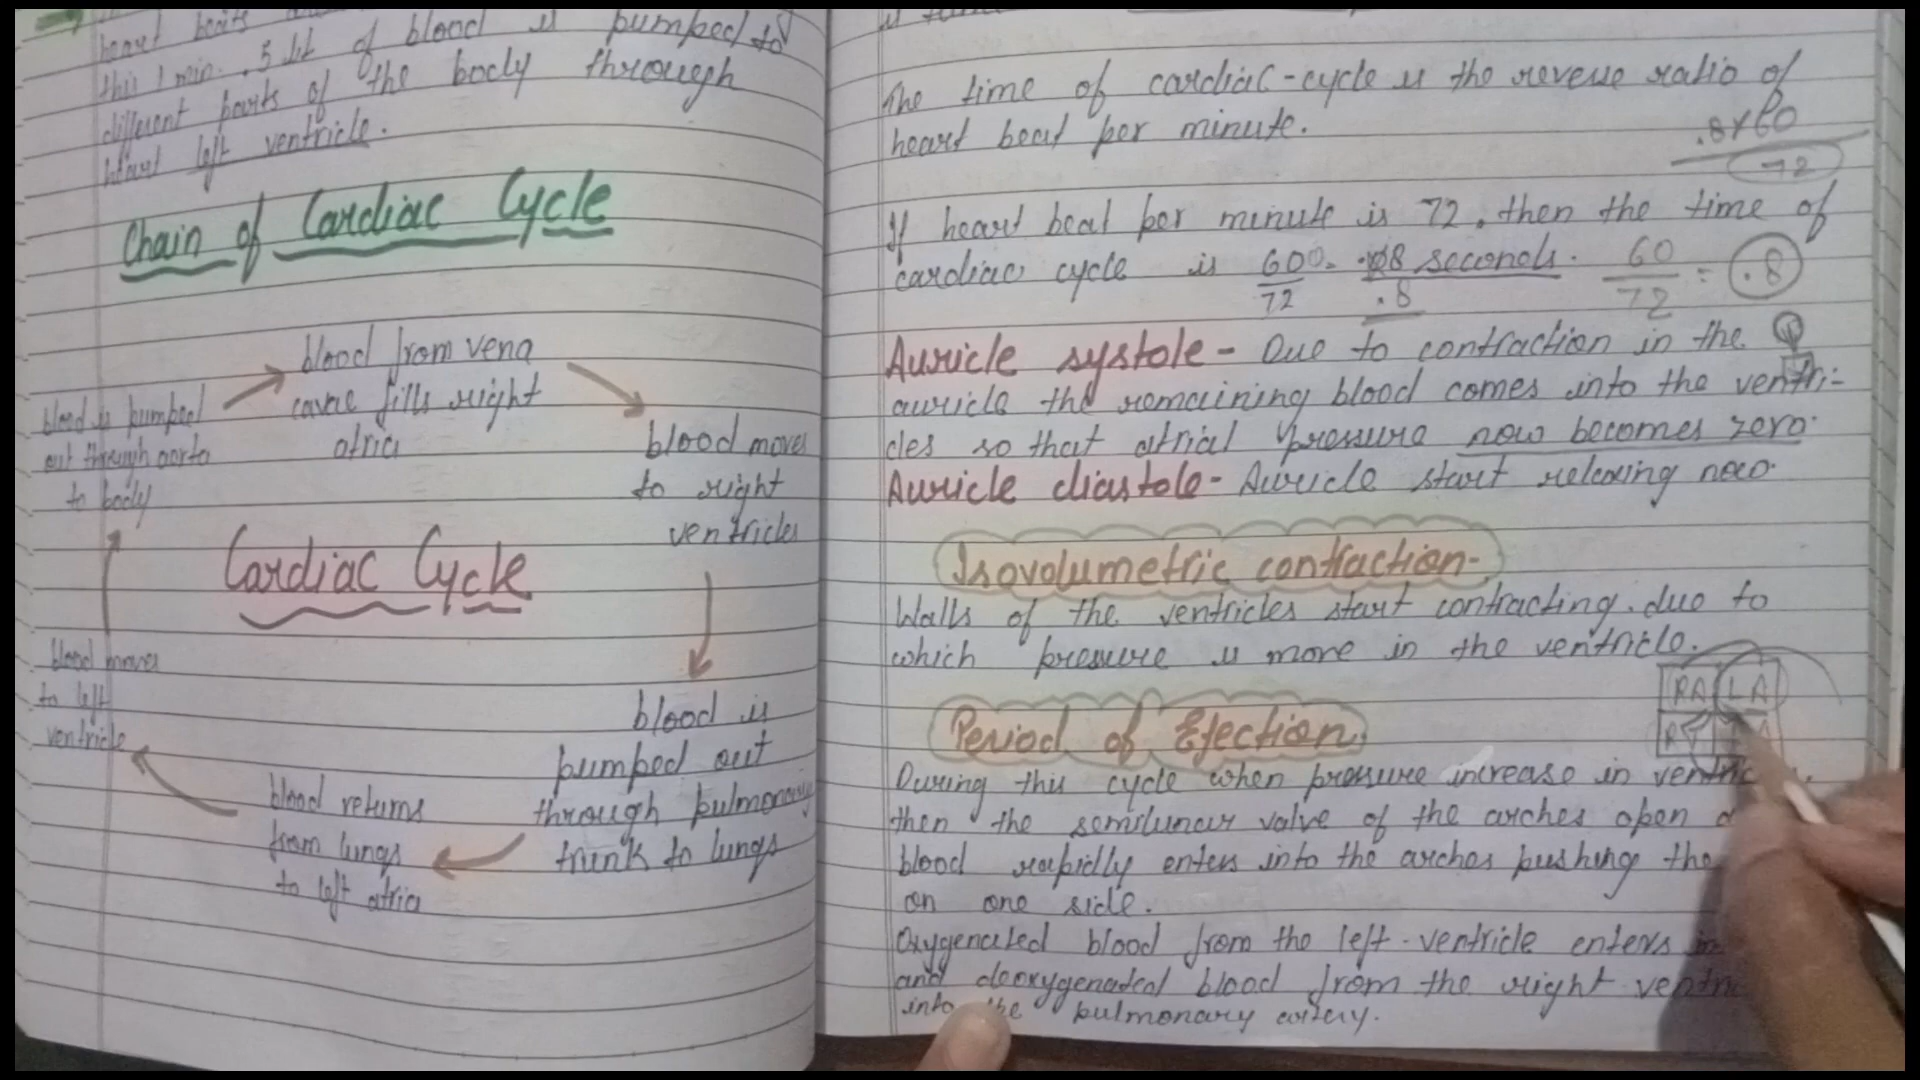 heart beats
this 1 min. .5 lit of blood is pumped to
different parts of the body through
heart left ventricle.
Chain of Cardiac Cycle
blood from vena
cavae fills right
atria
blood moves
to right
ventricles
blood is
pumped out
through pulmonary
trunk to lungs
blood returns
from lungs
to left atria
blood moves
to left
ventricle
blood is pumped
out through aorta
to body
Cardiac Cycle
The time of cardiac-cycle is the reverse ratio of
heart beat per minute.
.8x60
72
If heart beat per minute is 72, then the time of
cardiac cycle is 600 8 seconds. 60 = .8
72 .8 72
Auricle systole - Due to contraction in the
auricle the remaining blood comes into the ventri-
cles so that atrial pressure now becomes zero.
Auricle diastole - Auricle start relaxing now.
Isovolumetric contraction-
Walls of the ventricles start contracting. due to
which pressure is more in the ventricle.
RA LA
Period of Ejection
During this cycle when pressure increase in
then the semilunar valve of the arches open
blood rapidly enters into the arches pushing
on one side.
Oxygenated blood from the left-ventricle enters
and deoxygenated blood from the right
into the pulmonary artery.